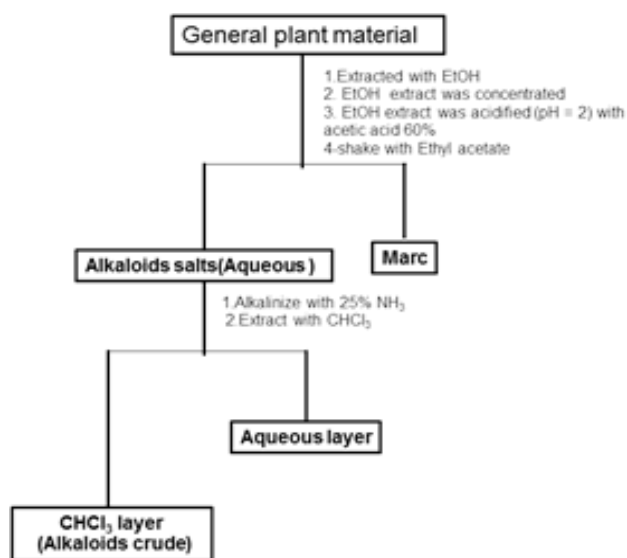 General plant material
1.Extracted with EtOH
2. EtOH extract was concentrated
3. EtOH extract was acidified (pH = 2) with
acetic acid 60%
4-shake with Ethyl acetate
Alkaloids salts(Aqueous )
Marc
1.Alkalinize with 25% NH₃
2.Extract with CHCl₃
Aqueous layer
CHCl₃ layer
(Alkaloids crude)